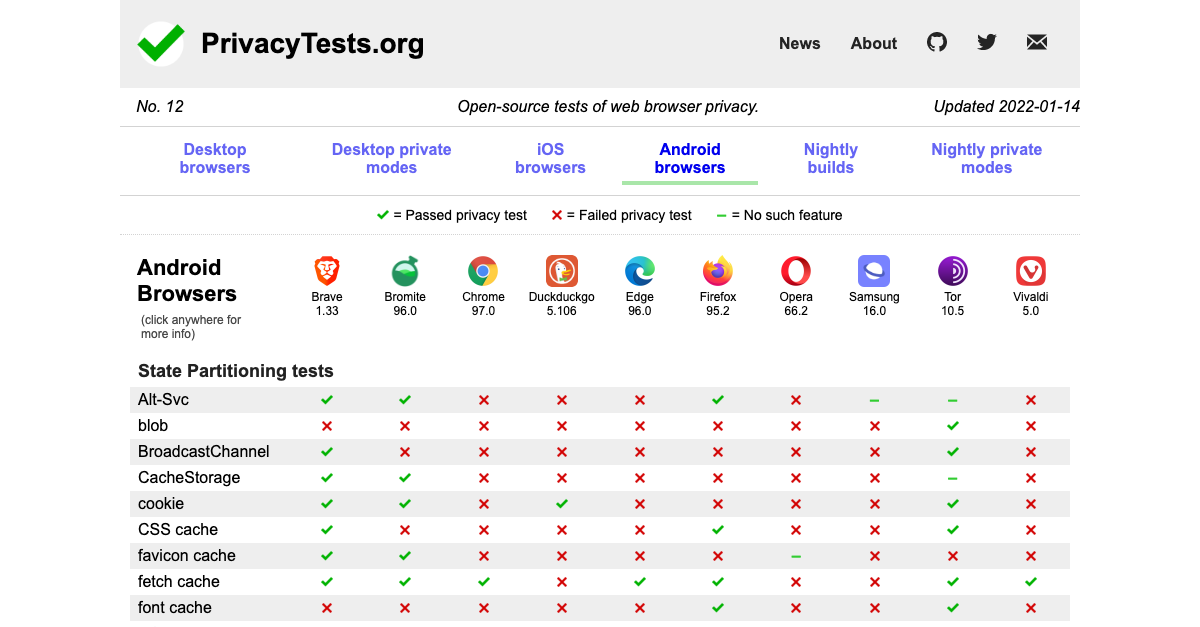 PrivacyTests.org
News About
No. 12 Open-source tests of web browser privacy. Updated 2022-01-14
Desktop browsers
Desktop private modes
iOS browsers
Android browsers
Nightly builds
Nightly private modes
✓ = Passed privacy test ✕ = Failed privacy test – = No such feature
Android
Browsers
(click anywhere for
more info)
Brave Bromite Chrome Duckduckgo Edge Firefox Opera Samsung Tor Vivaldi
1.33 96.0 97.0 5.106 96.0 95.2 66.2 16.0 10.5 5.0
State Partitioning tests
Alt-Svc ✓ ✓ ✕ ✕ ✕ ✓ ✕ – – ✕
blob ✕ ✕ ✕ ✕ ✕ ✕ ✕ ✕ ✓ ✕
BroadcastChannel ✓ ✕ ✕ ✕ ✕ ✕ ✕ ✕ ✓ ✕
CacheStorage ✓ ✓ ✕ ✕ ✕ ✕ ✕ ✕ – ✕
cookie ✓ ✓ ✕ ✓ ✕ ✕ ✕ ✕ ✓ ✕
CSS cache ✓ ✕ ✕ ✕ ✕ ✓ ✕ ✕ ✓ ✕
favicon cache ✓ ✓ ✕ ✕ ✕ ✕ – ✕ ✕ ✕
fetch cache ✓ ✓ ✓ ✕ ✓ ✓ ✕ ✕ ✓ ✓
font cache ✕ ✕ ✕ ✕ ✕ ✓ ✕ ✕ ✓ ✕